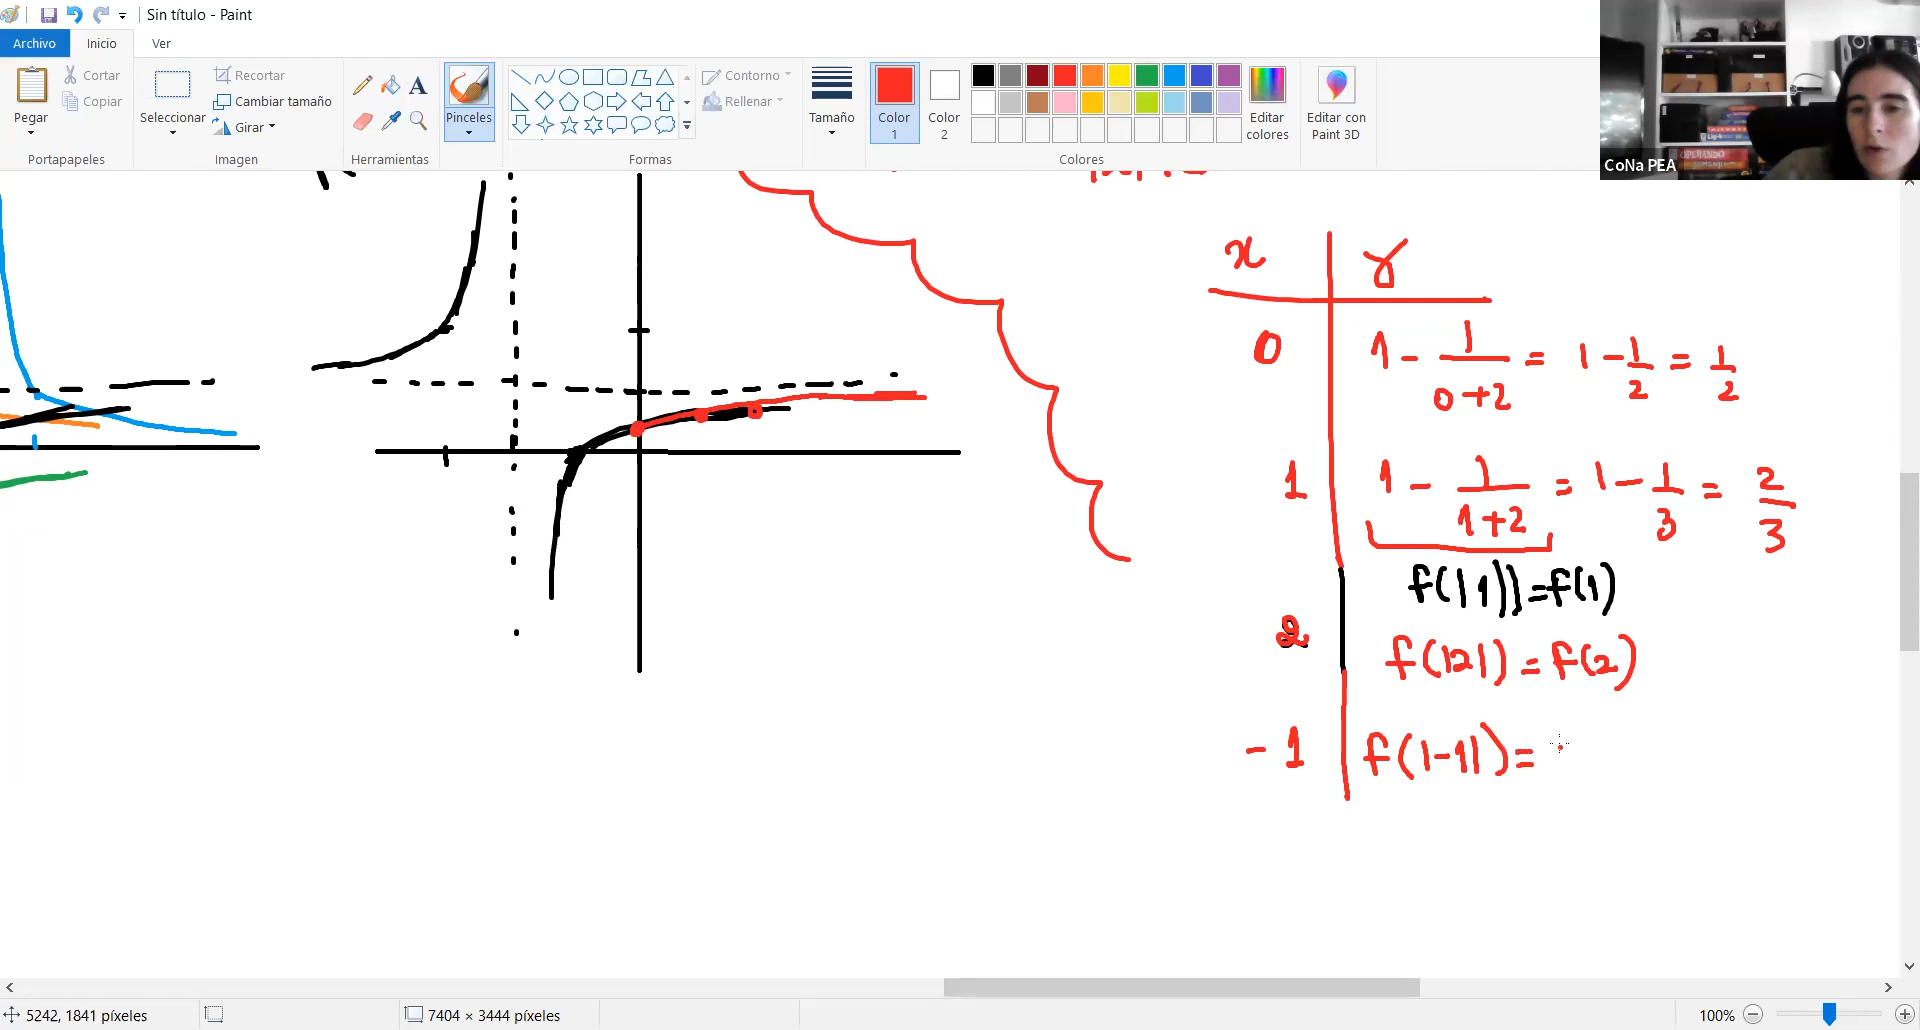 Sin título - Paint
Archivo Inicio Ver
Pegar
Cortar
Copiar
Portapapeles
Seleccionar
Recortar
Cambiar tamaño
Girar
Imagen
A
Herramientas
Pinceles
Formas
Contorno
Rellenar
Tamaño
Color 1
Color 2
Editar colores
Colores
Editar con Paint 3D
CoNa PEA
x y
0 1 - 1/(0+2) = 1 - 1/2 = 1/2
1 1 - 1/(1+2) = 1 - 1/3 = 2/3
f(|1|) = f(1)
2 f(|2|) = f(2)
-1 f(|-1|) =
5242, 1841 píxeles
7404 × 3444 píxeles
100%